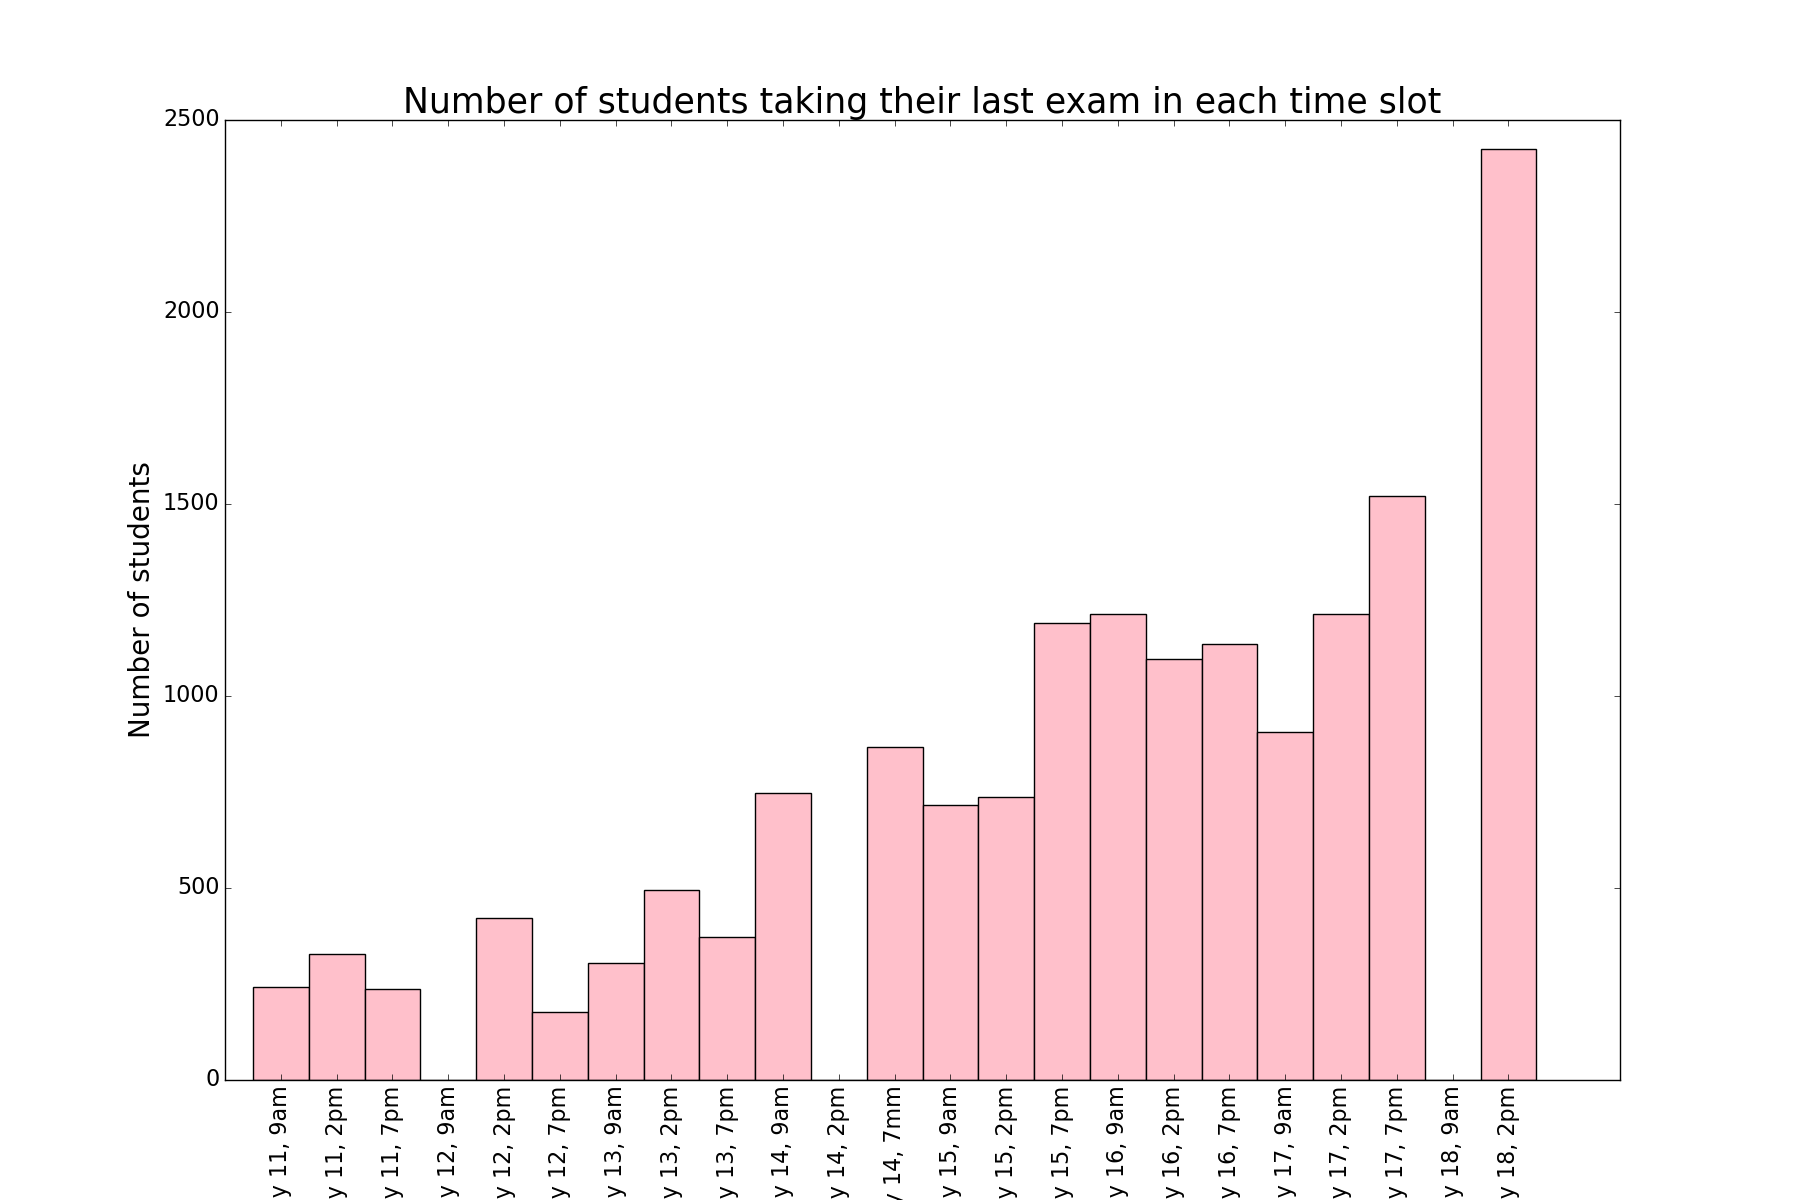 Number of students taking their last exam in each time slot
2500
2000
1500
1000
500
0
Number of students
y 11, 9am
y 11, 2pm
y 11, 7pm
y 12, 9am
y 12, 2pm
y 12, 7pm
y 13, 9am
y 13, 2pm
y 13, 7pm
y 14, 9am
y 14, 2pm
y 14, 7mm
y 15, 9am
y 15, 2pm
y 15, 7pm
y 16, 9am
y 16, 2pm
y 16, 7pm
y 17, 9am
y 17, 2pm
y 17, 7pm
y 18, 9am
y 18, 2pm